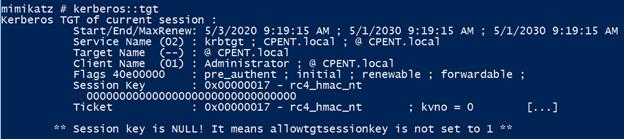 mimikatz # kerberos::tgt
Kerberos TGT of current session :
Start/End/MaxRenew: 5/3/2020 9:19:15 AM ; 5/1/2030 9:19:15 AM ; 5/1/2030 9:19:15 AM
Service Name (02) : krbtgt ; CPENT.local ; @ CPENT.local
Target Name (--) : @ CPENT.local
Client Name (01) : Administrator ; @ CPENT.local
Flags 40e00000 : pre_authent ; initial ; renewable ; forwardable ;
Session Key : 0x00000017 - rc4_hmac_nt
00000000000000000000000000000000
Ticket : 0x00000017 - rc4_hmac_nt ; kvno = 0 [...]
** Session key is NULL! It means allowtgtsessionkey is not set to 1 **